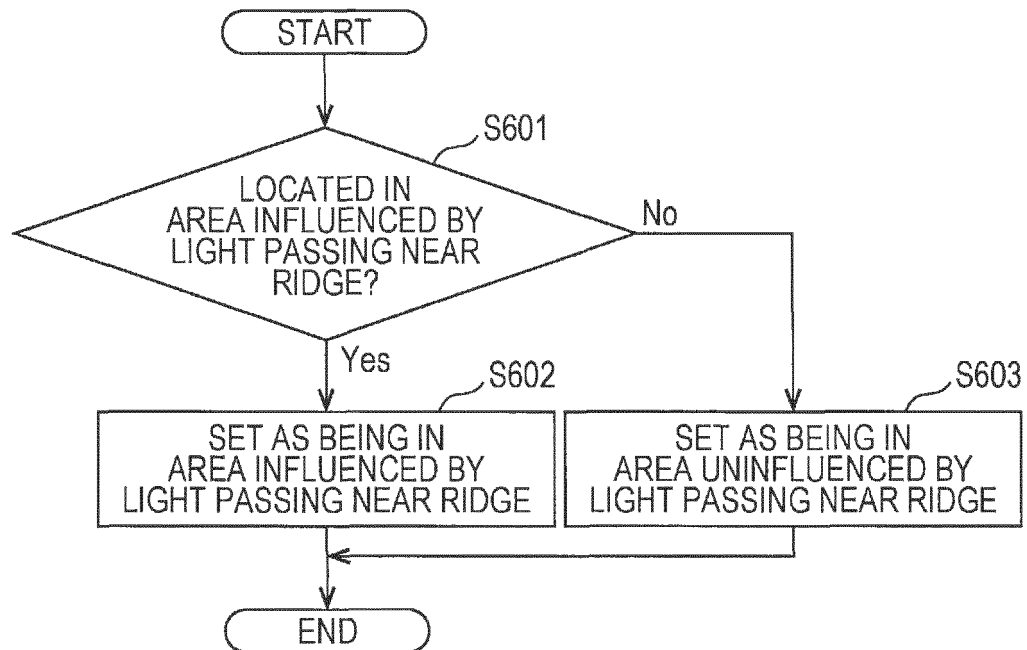 START
S601
LOCATED IN
AREA INFLUENCED BY
LIGHT PASSING NEAR
RIDGE?
No
Yes
S602
SET AS BEING IN
AREA INFLUENCED BY
LIGHT PASSING NEAR RIDGE
S603
SET AS BEING IN
AREA UNINFLUENCED BY
LIGHT PASSING NEAR RIDGE
END